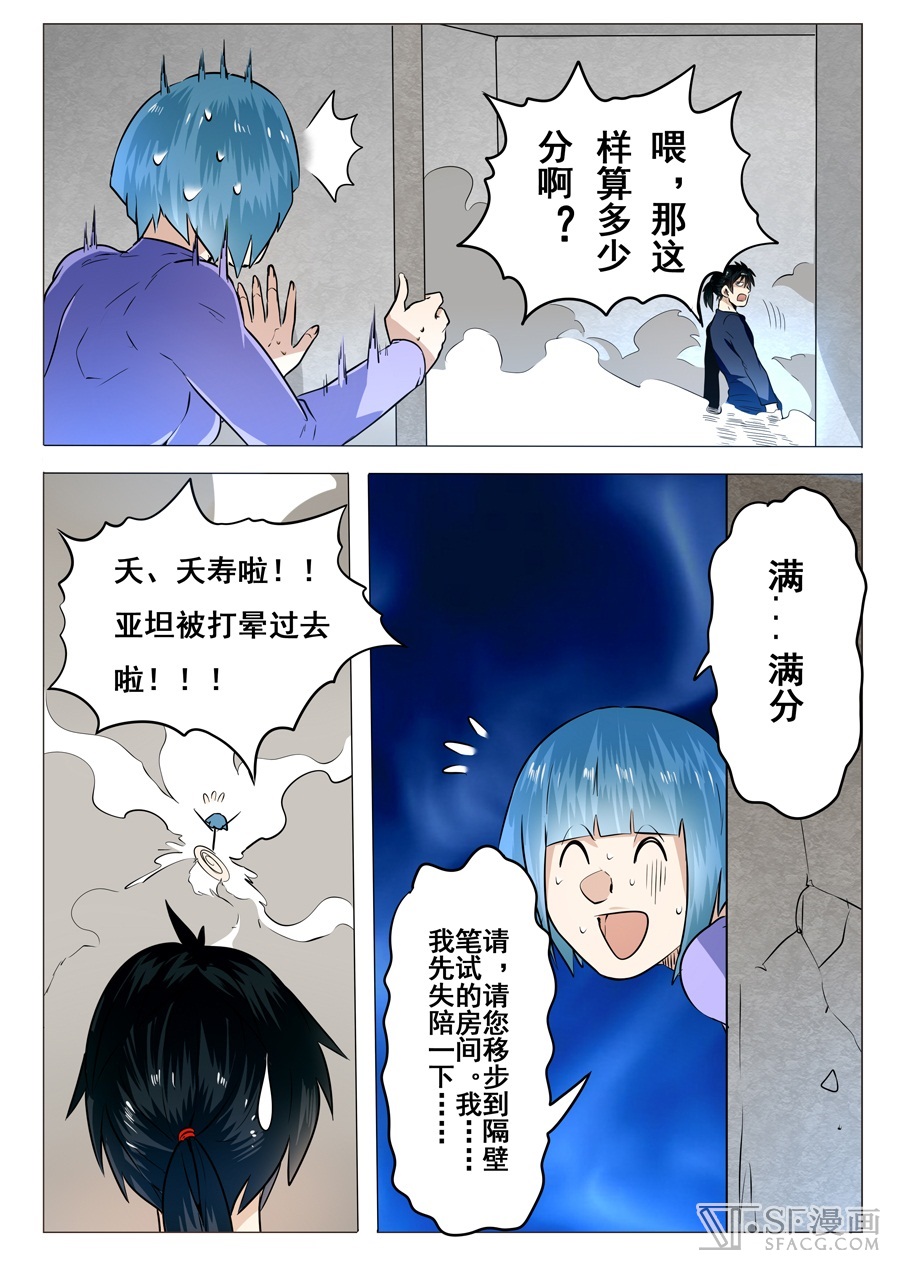 喂，那这
样算多少
分啊？
满...满分
请，请您移步到隔壁
笔试的房间。我……
我先失陪一下……
夭、夭寿啦！！
亚坦被打晕过去
啦！！！
SF漫画
SFACG.COM